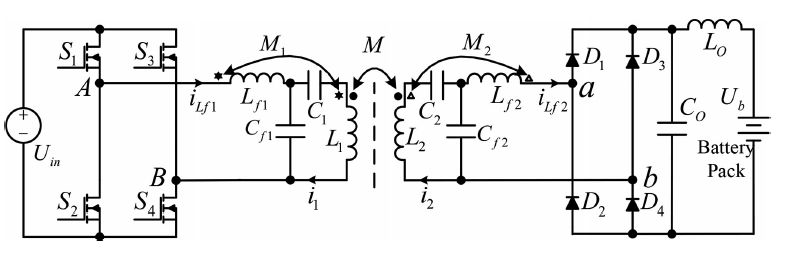 S1 S3 M1 M M2 D1 D3 LO
A iLf1 Lf1 C1 C2 Lf2 iLf2 a
+ − Uin Cf1 L1 L2 Cf2 CO Ub
Battery
Pack
B i1 i2 b
S2 S4 D2 D4